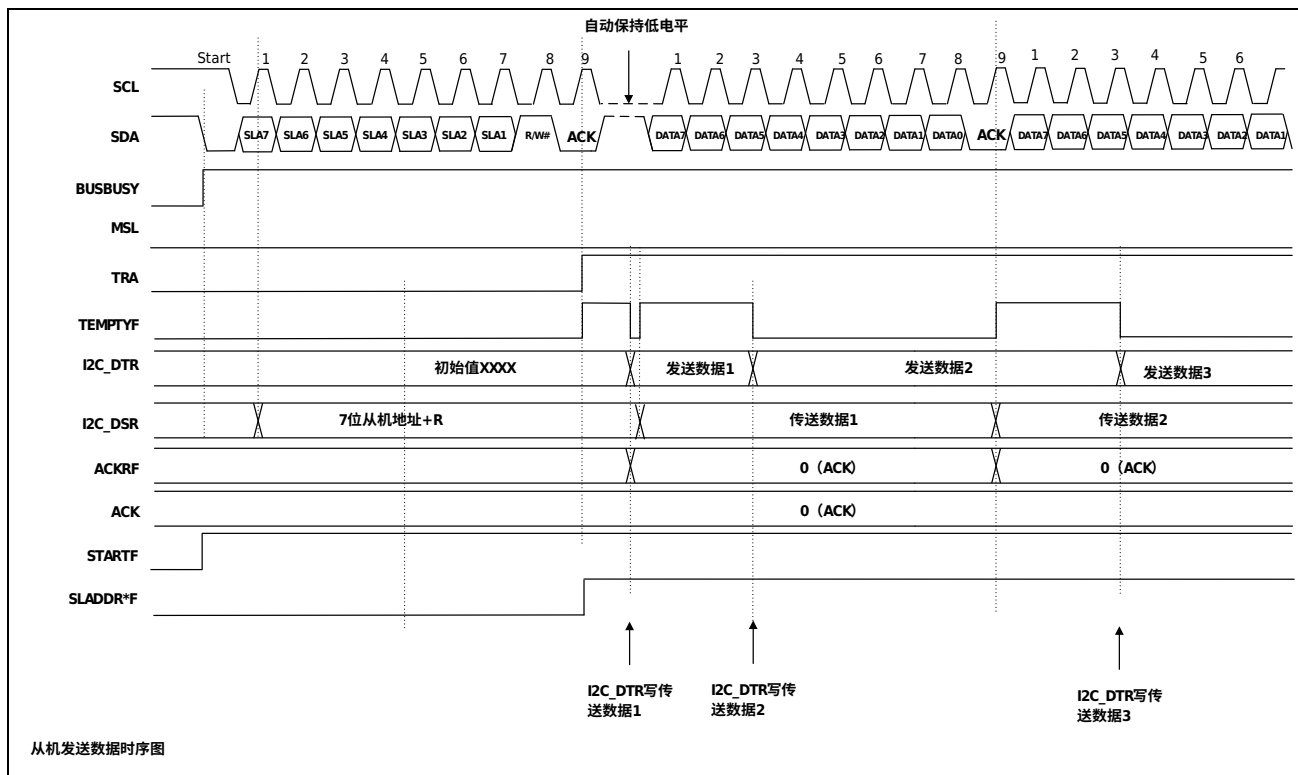 自动保持低电平
Start 1 2 3 4 5 6 7 8 9 1 2 3 4 5 6 7 8 9 1 2 3 4 5 6
SCL
SDA SLA7 SLA6 SLA5 SLA4 SLA3 SLA2 SLA1 R/W# ACK DATA7 DATA6 DATA5 DATA4 DATA3 DATA2 DATA1 DATA0 ACK DATA7 DATA6 DATA5 DATA4 DATA3 DATA2 DATA1
BUSBUSY
MSL
TRA
TEMPTYF
I2C_DTR 初始值XXXX 发送数据1 发送数据2 发送数据3
I2C_DSR 7位从机地址+R 传送数据1 传送数据2
ACKRF 0（ACK） 0（ACK）
ACK 0（ACK）
STARTF
SLADDR*F
I2C_DTR写传
送数据1
I2C_DTR写传
送数据2
I2C_DTR写传
送数据3
从机发送数据时序图